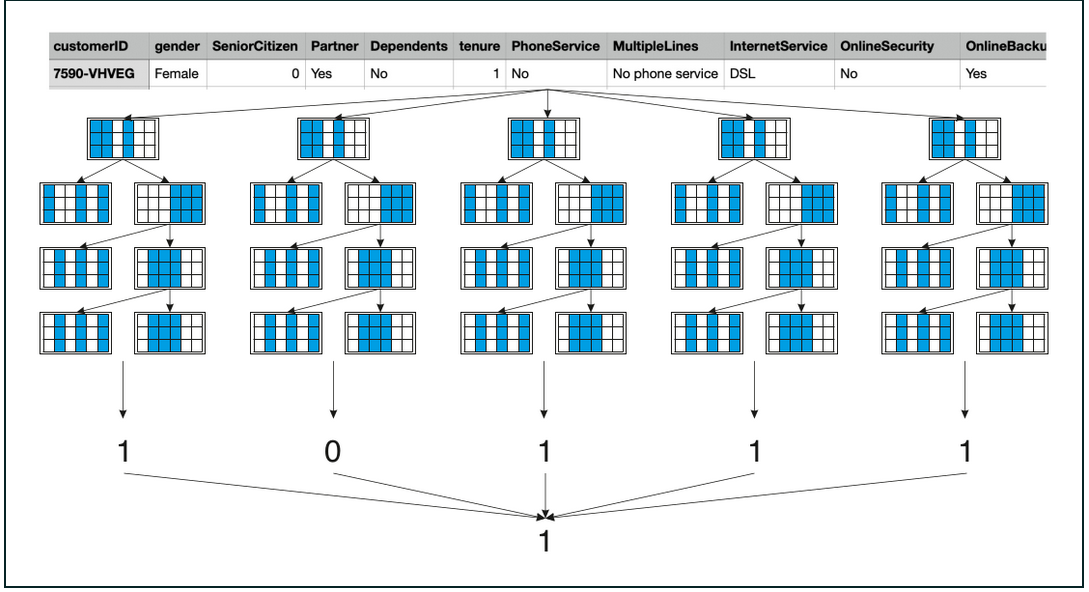 customerID gender SeniorCitizen Partner Dependents tenure PhoneService MultipleLines InternetService OnlineSecurity OnlineBacku
7590-VHVEG Female 0 Yes No 1 No No phone service DSL No Yes
1 0 1 1 1
1